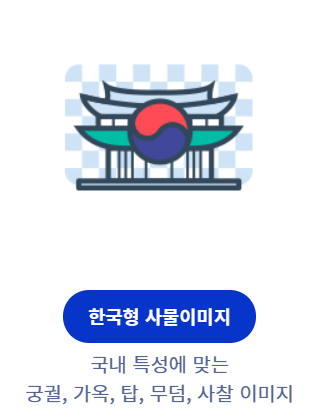 한국형 사물이미지
국내 특성에 맞는
궁궐, 가옥, 탑, 무덤, 사찰 이미지